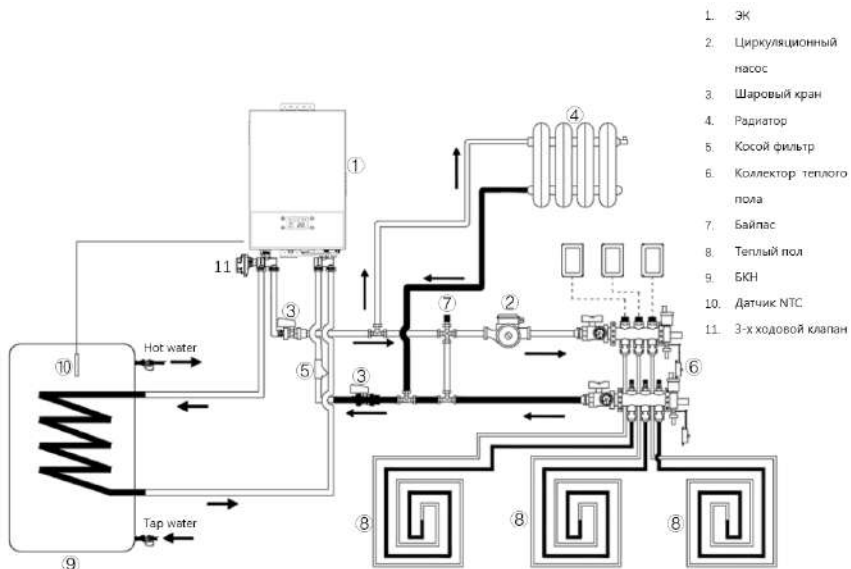 1. ЭК
2. Циркуляционный
насос
3. Шаровый кран
4. Радиатор
5. Косой фильтр
6. Коллектор теплого
пола
7. Байпас
8. Теплый пол
9. БКН
10. Датчик NTC
11. 3-х ходовой клапан
④
①
11
③
⑦
②
Hot water
⑩
⑤
③
⑥
Tap water
⑧
⑧
⑧
⑨